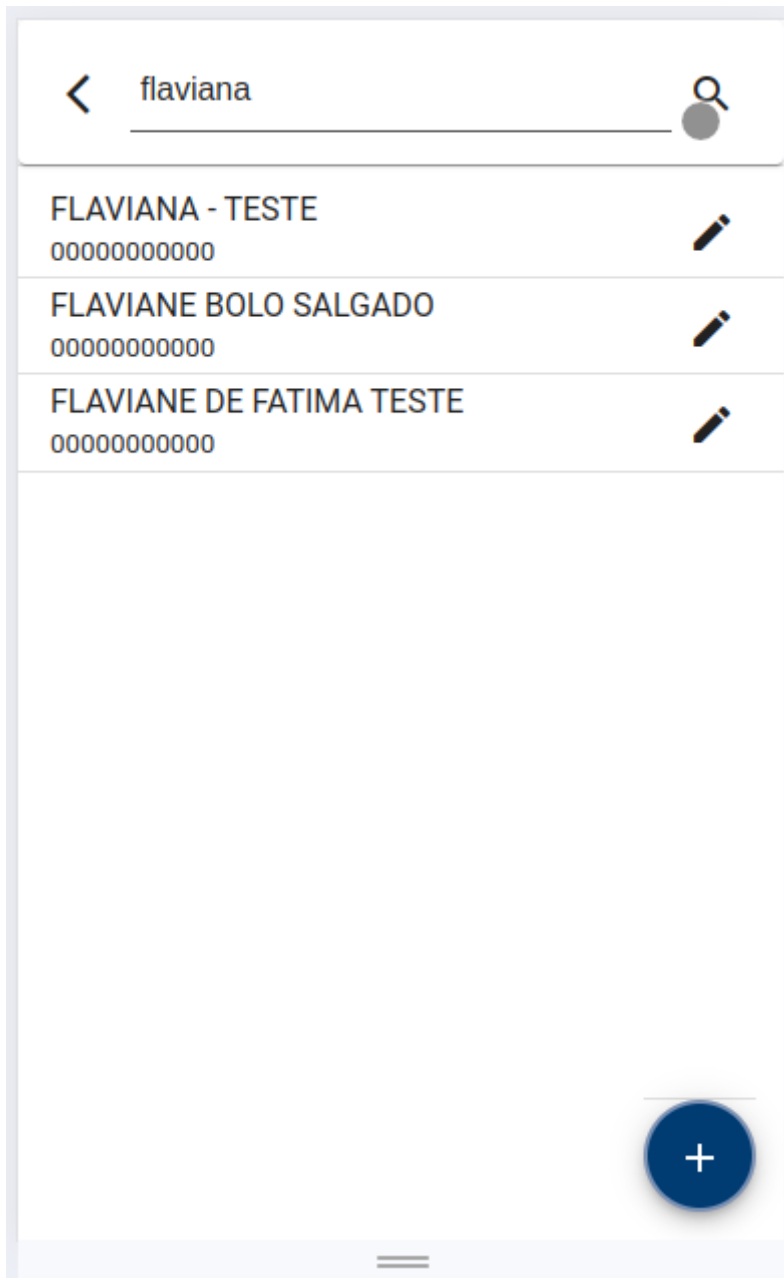 flaviana
FLAVIANA - TESTE
00000000000
FLAVIANE BOLO SALGADO
00000000000
FLAVIANE DE FATIMA TESTE
00000000000